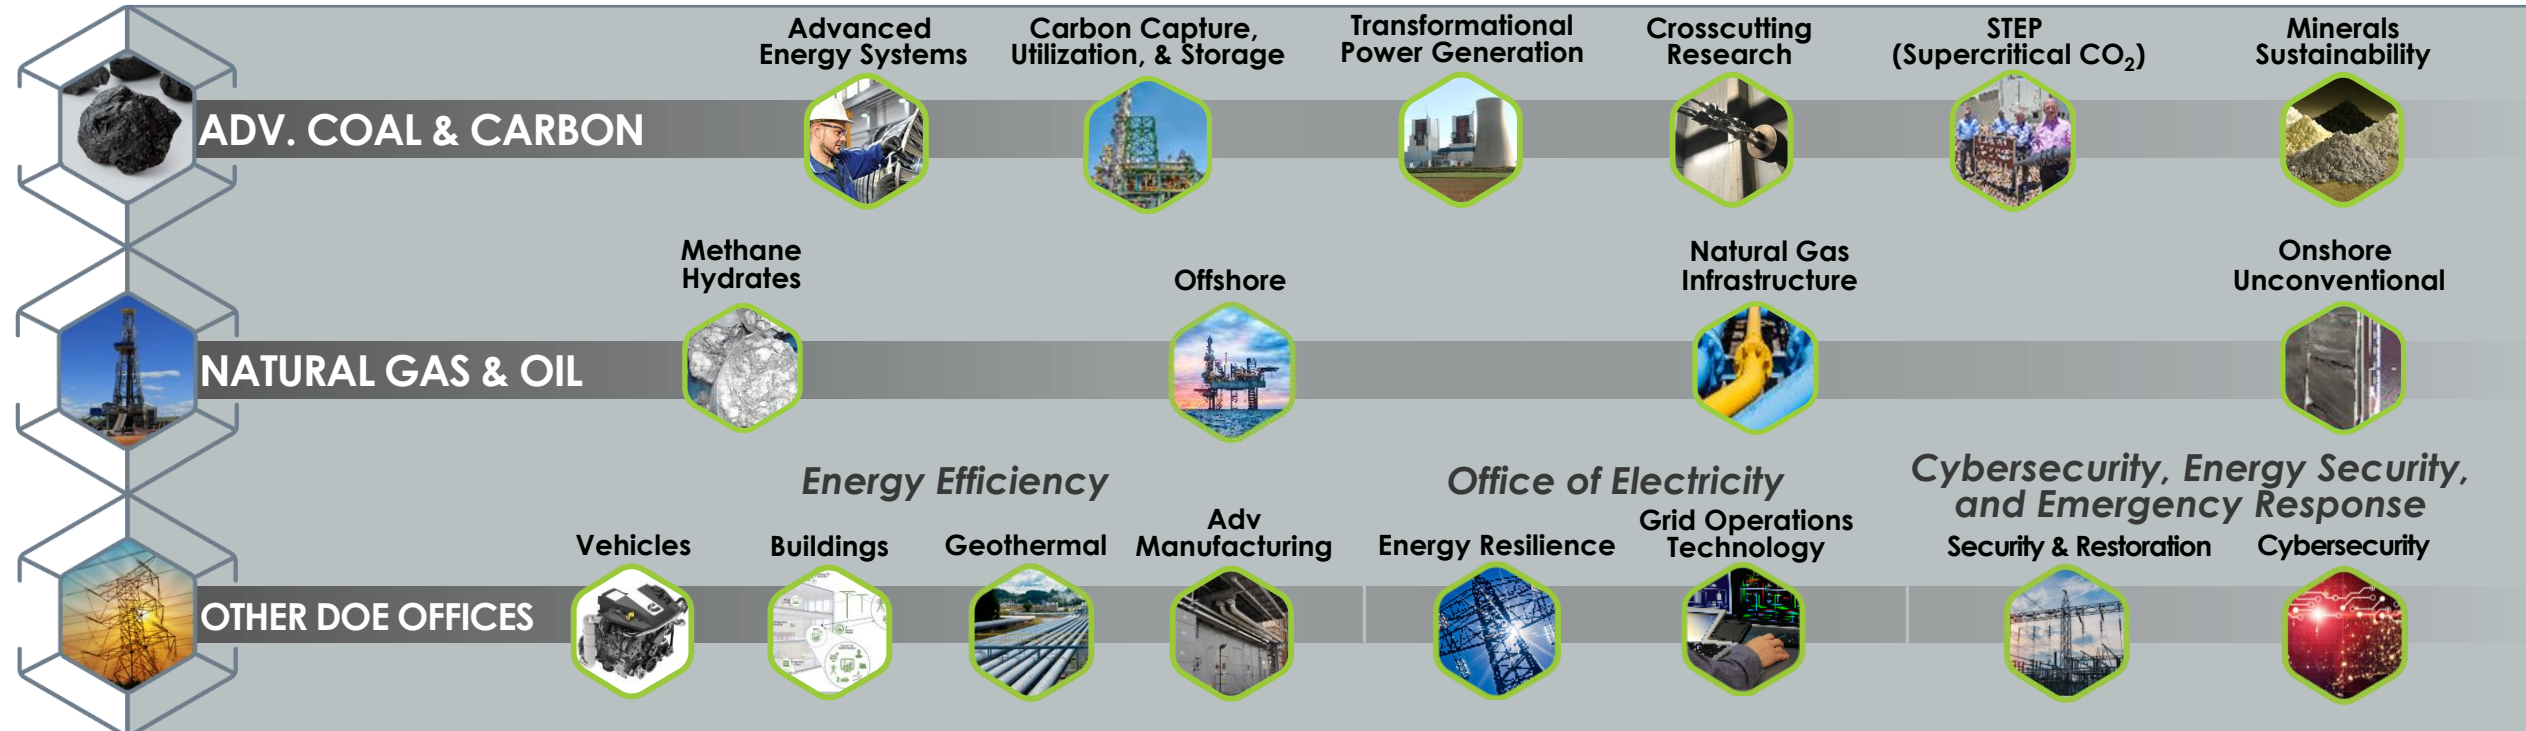 Advanced
Energy Systems
Carbon Capture,
Utilization, & Storage
Transformational
Power Generation
Crosscutting
Research
STEP
(Supercritical CO₂)
Minerals
Sustainability
ADV. COAL & CARBON
Methane
Hydrates
Offshore
Natural Gas
Infrastructure
Onshore
Unconventional
NATURAL GAS & OIL
Energy Efficiency
Office of Electricity
Cybersecurity, Energy Security,
and Emergency Response
Vehicles
Buildings
Geothermal
Adv
Manufacturing
Energy Resilience
Grid Operations
Technology
Security & Restoration
Cybersecurity
OTHER DOE OFFICES